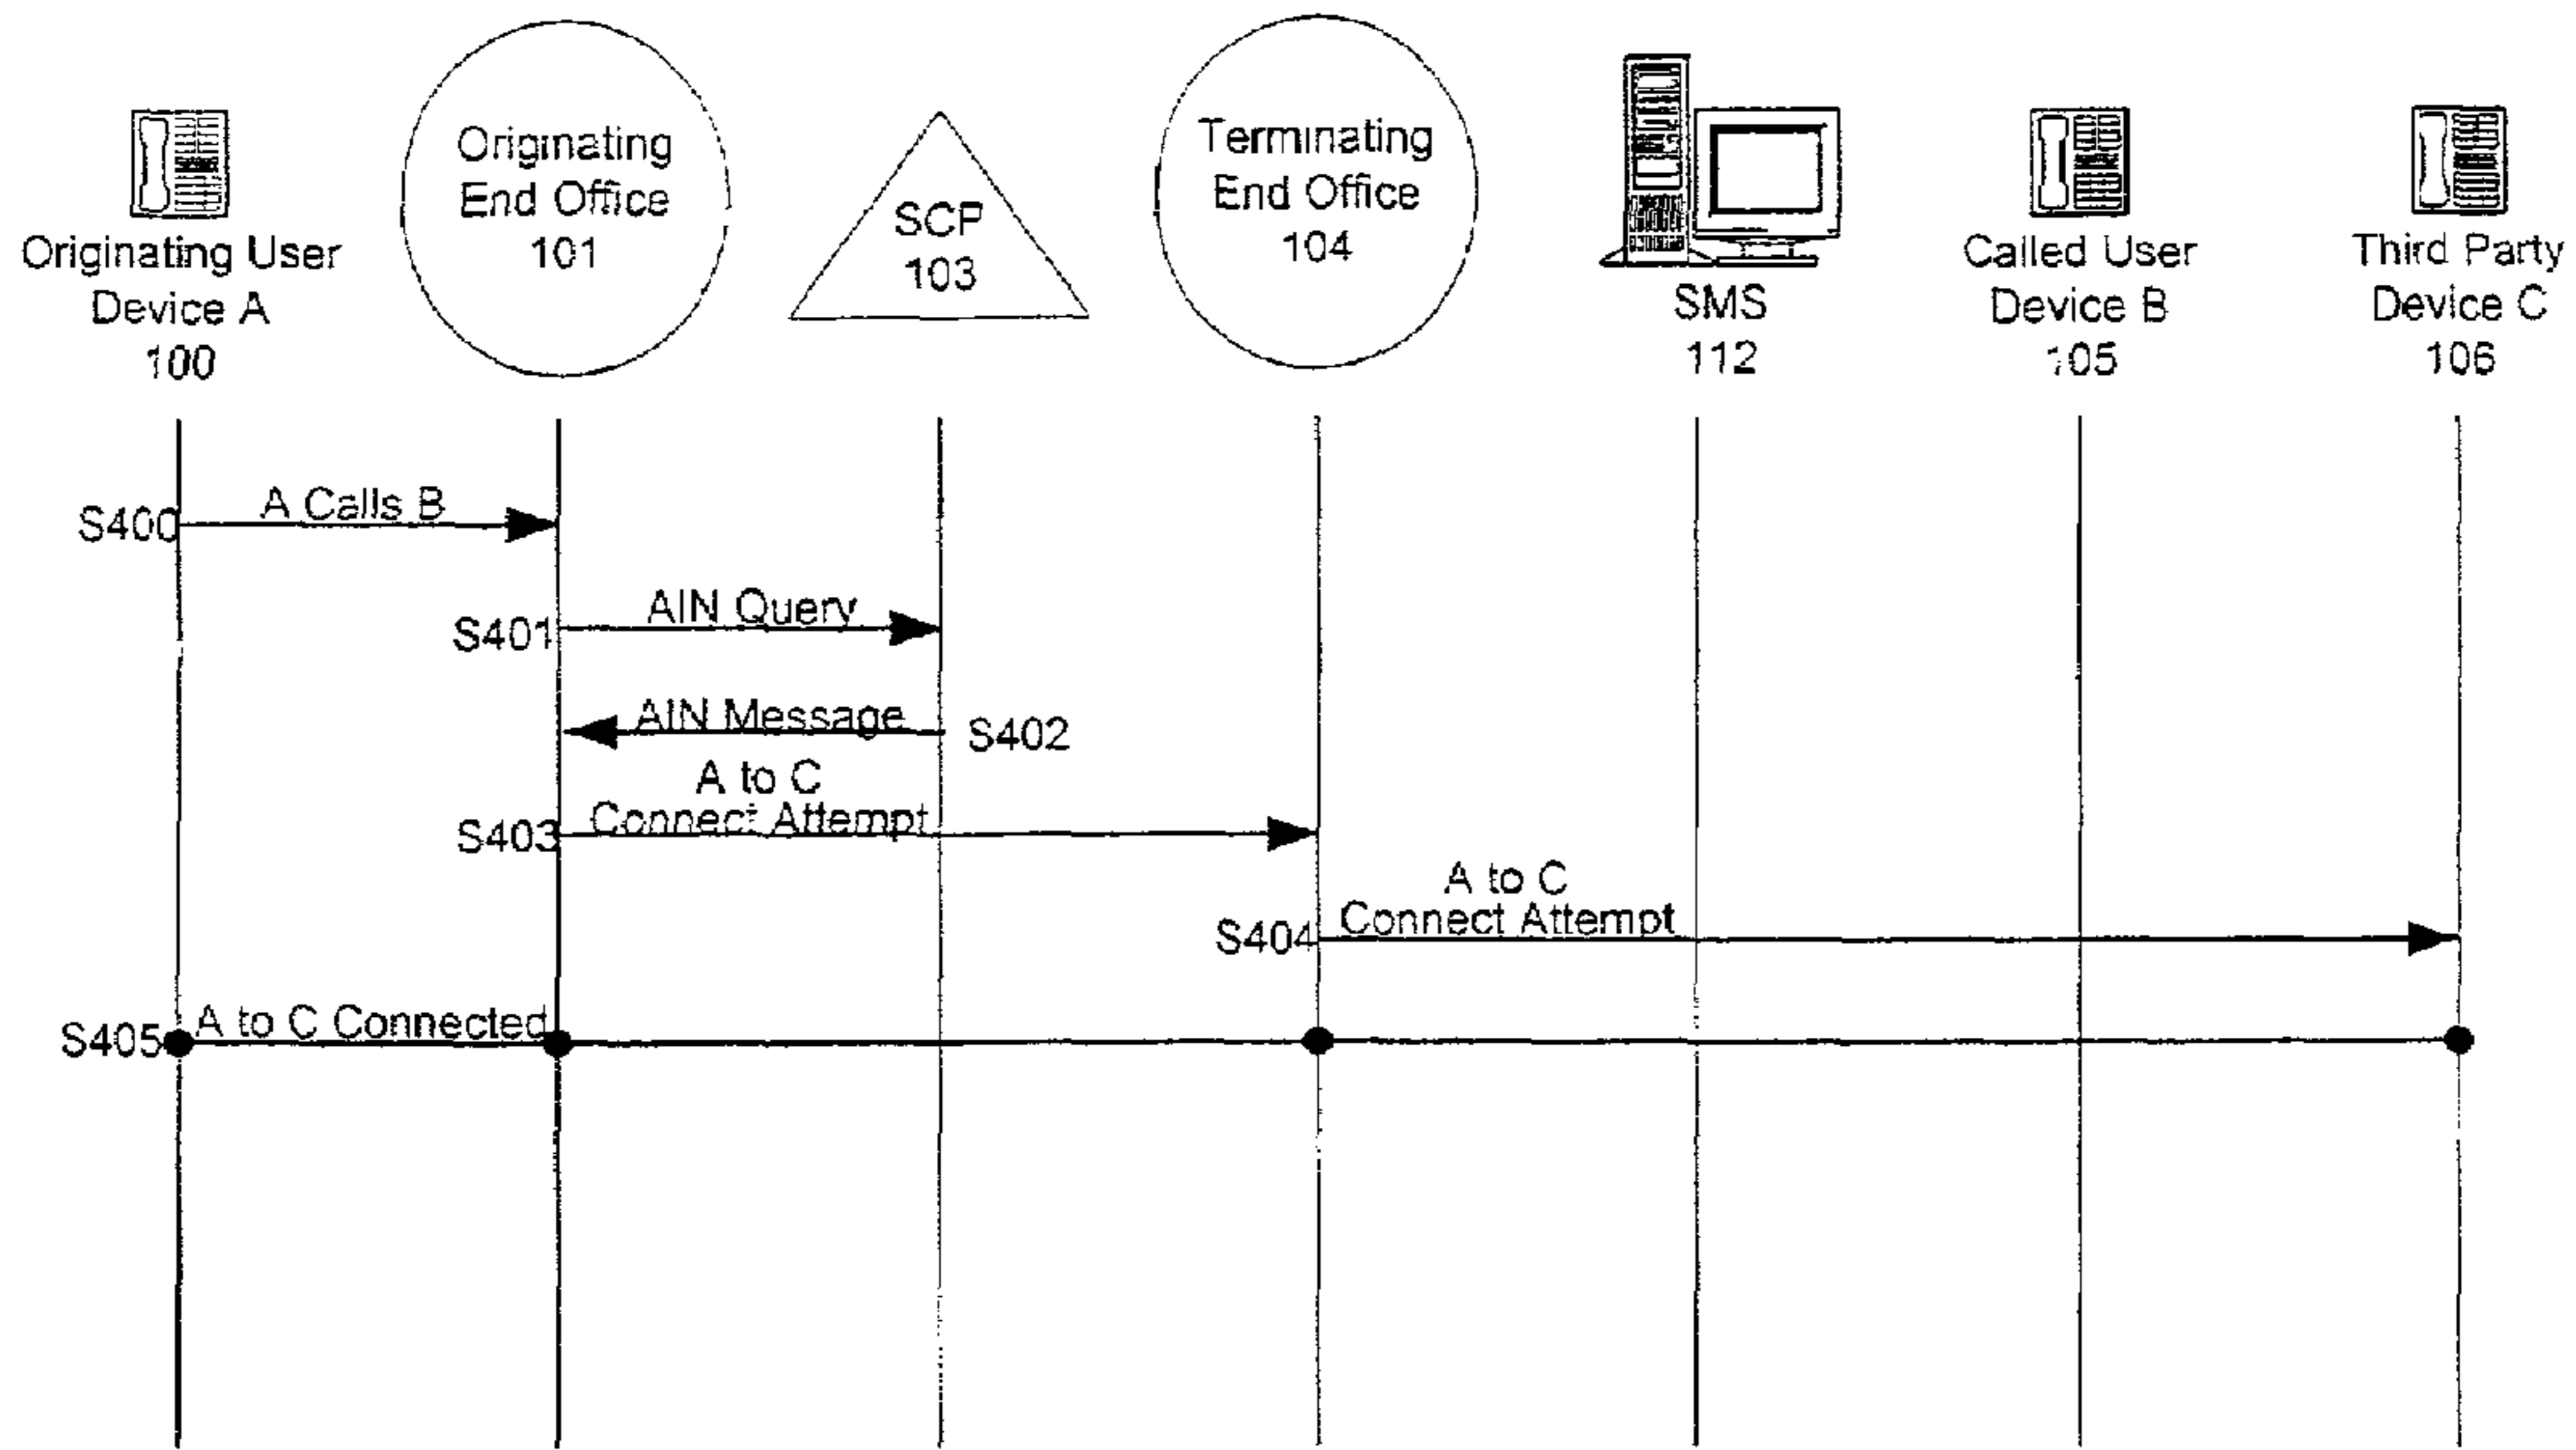 Originating User
Device A
100
Originating
End Office
101
SCP
103
Terminating
End Office
104
SMS
112
Called User
Device B
105
Third Party
Device C
106
S400
A Calls B
S401
AIN Query
AIN Message
S402
A to C
Connect Attempt
S403
A to C
Connect Attempt
S404
S405
A to C Connected